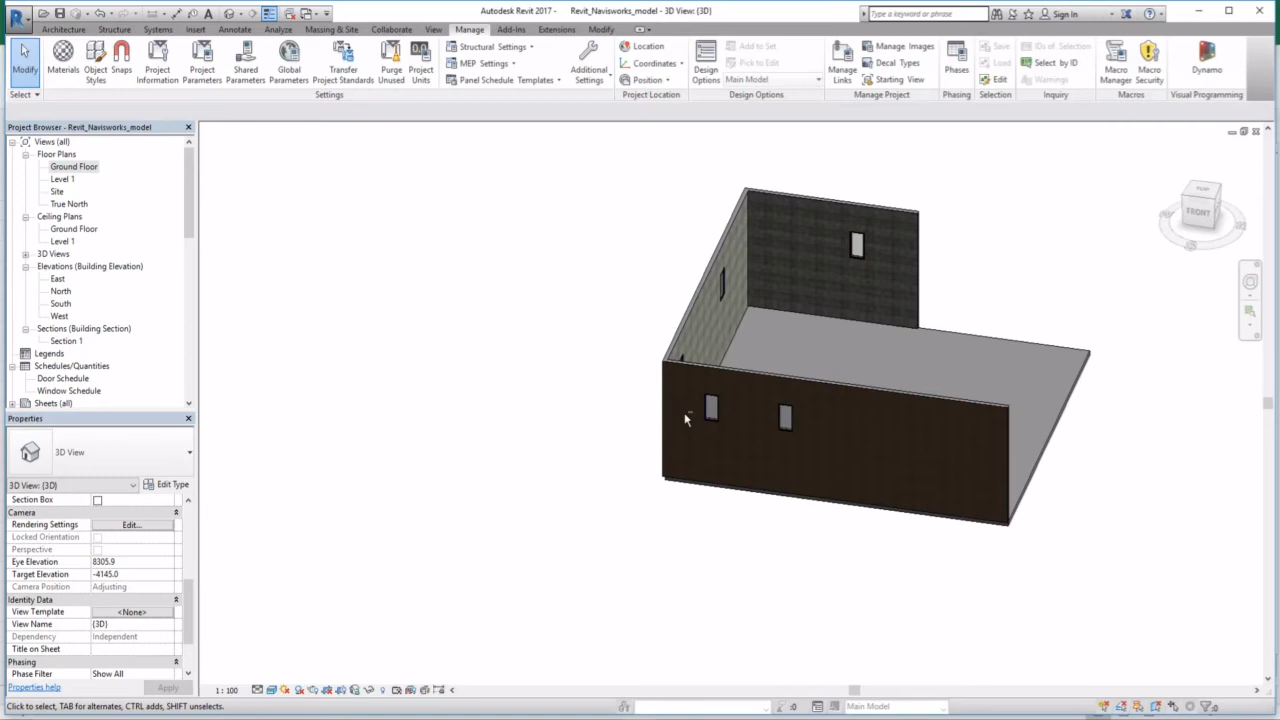 Autodesk Revit 2017 - Revit_Navisworks_model - 3D View: {3D}
Type a keyword or phrase
Sign In
Architecture Structure Systems Insert Annotate Analyze Massing & Site Collaborate View Manage Add-Ins Extensions Modify
Modify
Select
Materials
Object Styles
Snaps
Project Information
Project Parameters
Shared Parameters
Global Parameters
Transfer Project Standards
Purge Unused
Project Units
Structural Settings
MEP Settings
Panel Schedule Templates
Additional Settings
Settings
Location
Coordinates
Position
Project Location
Design Options
Add to Set
Pick to Edit
Main Model
Design Options
Manage Links
Manage Images
Decal Types
Starting View
Manage Project
Phases
Phasing
Save
Load
Edit
Selection
IDs of Selection
Select by ID
Warnings
Inquiry
Macro Manager
Macro Security
Macros
Dynamo
Visual Programming
Project Browser - Revit_Navisworks_model
Views (all)
Floor Plans
Ground Floor
Level 1
Site
True North
Ceiling Plans
Ground Floor
Level 1
3D Views
Elevations (Building Elevation)
East
North
South
West
Sections (Building Section)
Section 1
Legends
Schedules/Quantities
Door Schedule
Window Schedule
Sheets (all)
Properties
3D View
3D View: {3D} Edit Type
Section Box
Camera
Rendering Settings Edit...
Locked Orientation
Perspective
Eye Elevation 8305.9
Target Elevation -4145.0
Camera Position Adjusting
Identity Data
View Template <None>
View Name {3D}
Dependency Independent
Title on Sheet
Phasing
Phase Filter Show All
Properties help Apply
TOP
FRONT
1 : 100
Click to select, TAB for alternates, CTRL adds, SHIFT unselects.
:0
Main Model
:0